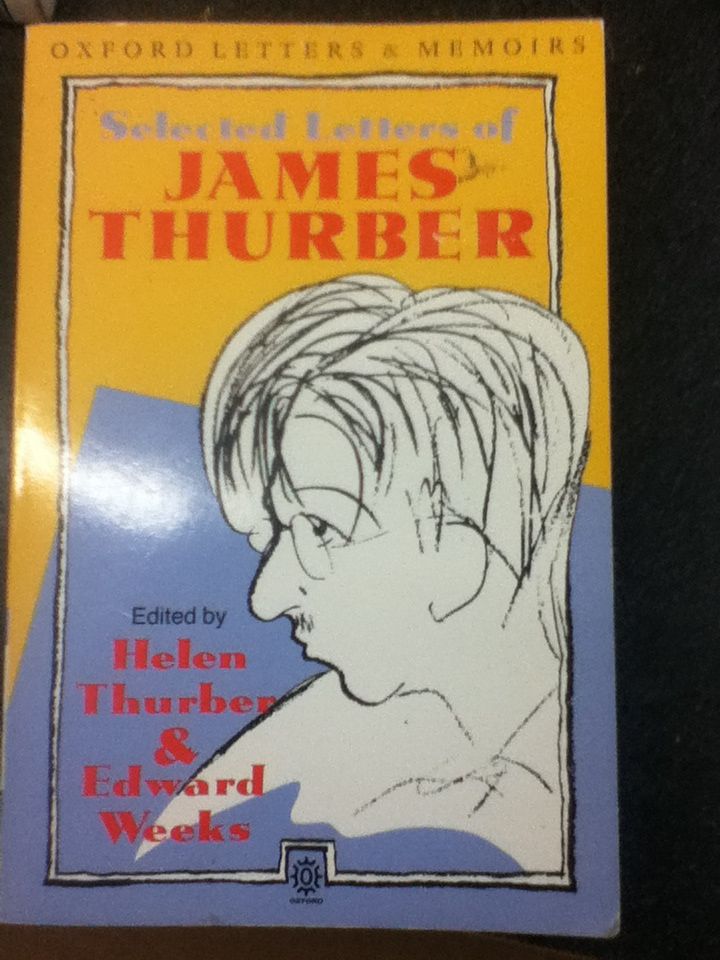 OXFORD LETTERS & MEMOIRS
Selected Letters of
JAMES
THURBER
Edited by
Helen
Thurber
&
Edward
Weeks
O
OXFORD